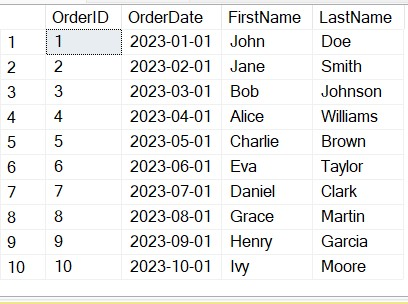 OrderID OrderDate FirstName LastName
1 1 2023-01-01 John Doe
2 2 2023-02-01 Jane Smith
3 3 2023-03-01 Bob Johnson
4 4 2023-04-01 Alice Williams
5 5 2023-05-01 Charlie Brown
6 6 2023-06-01 Eva Taylor
7 7 2023-07-01 Daniel Clark
8 8 2023-08-01 Grace Martin
9 9 2023-09-01 Henry Garcia
10 10 2023-10-01 Ivy Moore